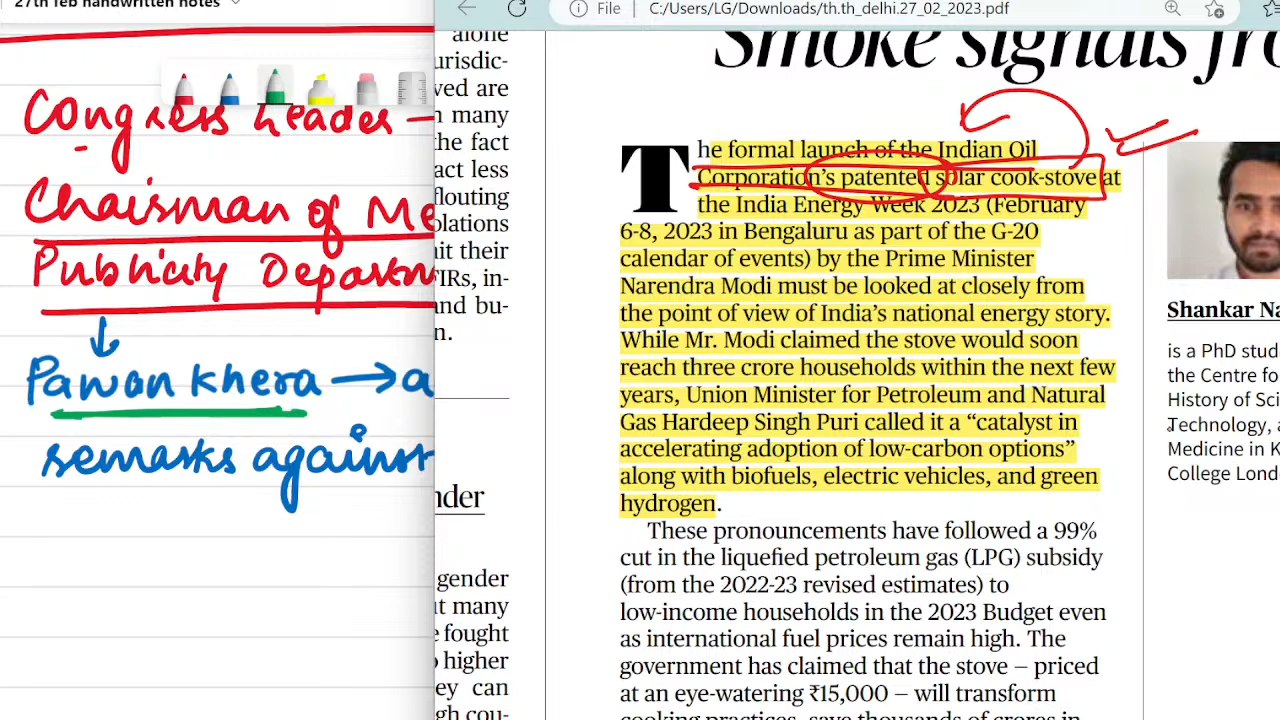 27th feb handwritten notes
File
C:/Users/LG/Downloads/th.th_delhi.27_02_2023.pdf
Congress Leader —
Chairman of Me
Publicity Departm
Pawan Khera → a
remarks against
alone
urisdic-
ved are
n many
the fact
act less
flouting
olations
it their
FIRs, in-
and bu-
n.
nder
gender
ut many
e fought
o higher
ey can
gh cou-
Smoke signals fro
The formal launch of the Indian Oil
Corporation's patented solar cook-stove at
the India Energy Week 2023 (February
6-8, 2023 in Bengaluru as part of the G-20
calendar of events) by the Prime Minister
Narendra Modi must be looked at closely from
the point of view of India's national energy story.
While Mr. Modi claimed the stove would soon
reach three crore households within the next few
years, Union Minister for Petroleum and Natural
Gas Hardeep Singh Puri called it a “catalyst in
accelerating adoption of low-carbon options”
along with biofuels, electric vehicles, and green
hydrogen.
These pronouncements have followed a 99%
cut in the liquefied petroleum gas (LPG) subsidy
(from the 2022-23 revised estimates) to
low-income households in the 2023 Budget even
as international fuel prices remain high. The
government has claimed that the stove — priced
at an eye-watering ₹15,000 — will transform
cooking practices, save thousands of crores in
Shankar Na
is a PhD stud
the Centre fo
History of Sci
Technology, a
Medicine in K
College Lond